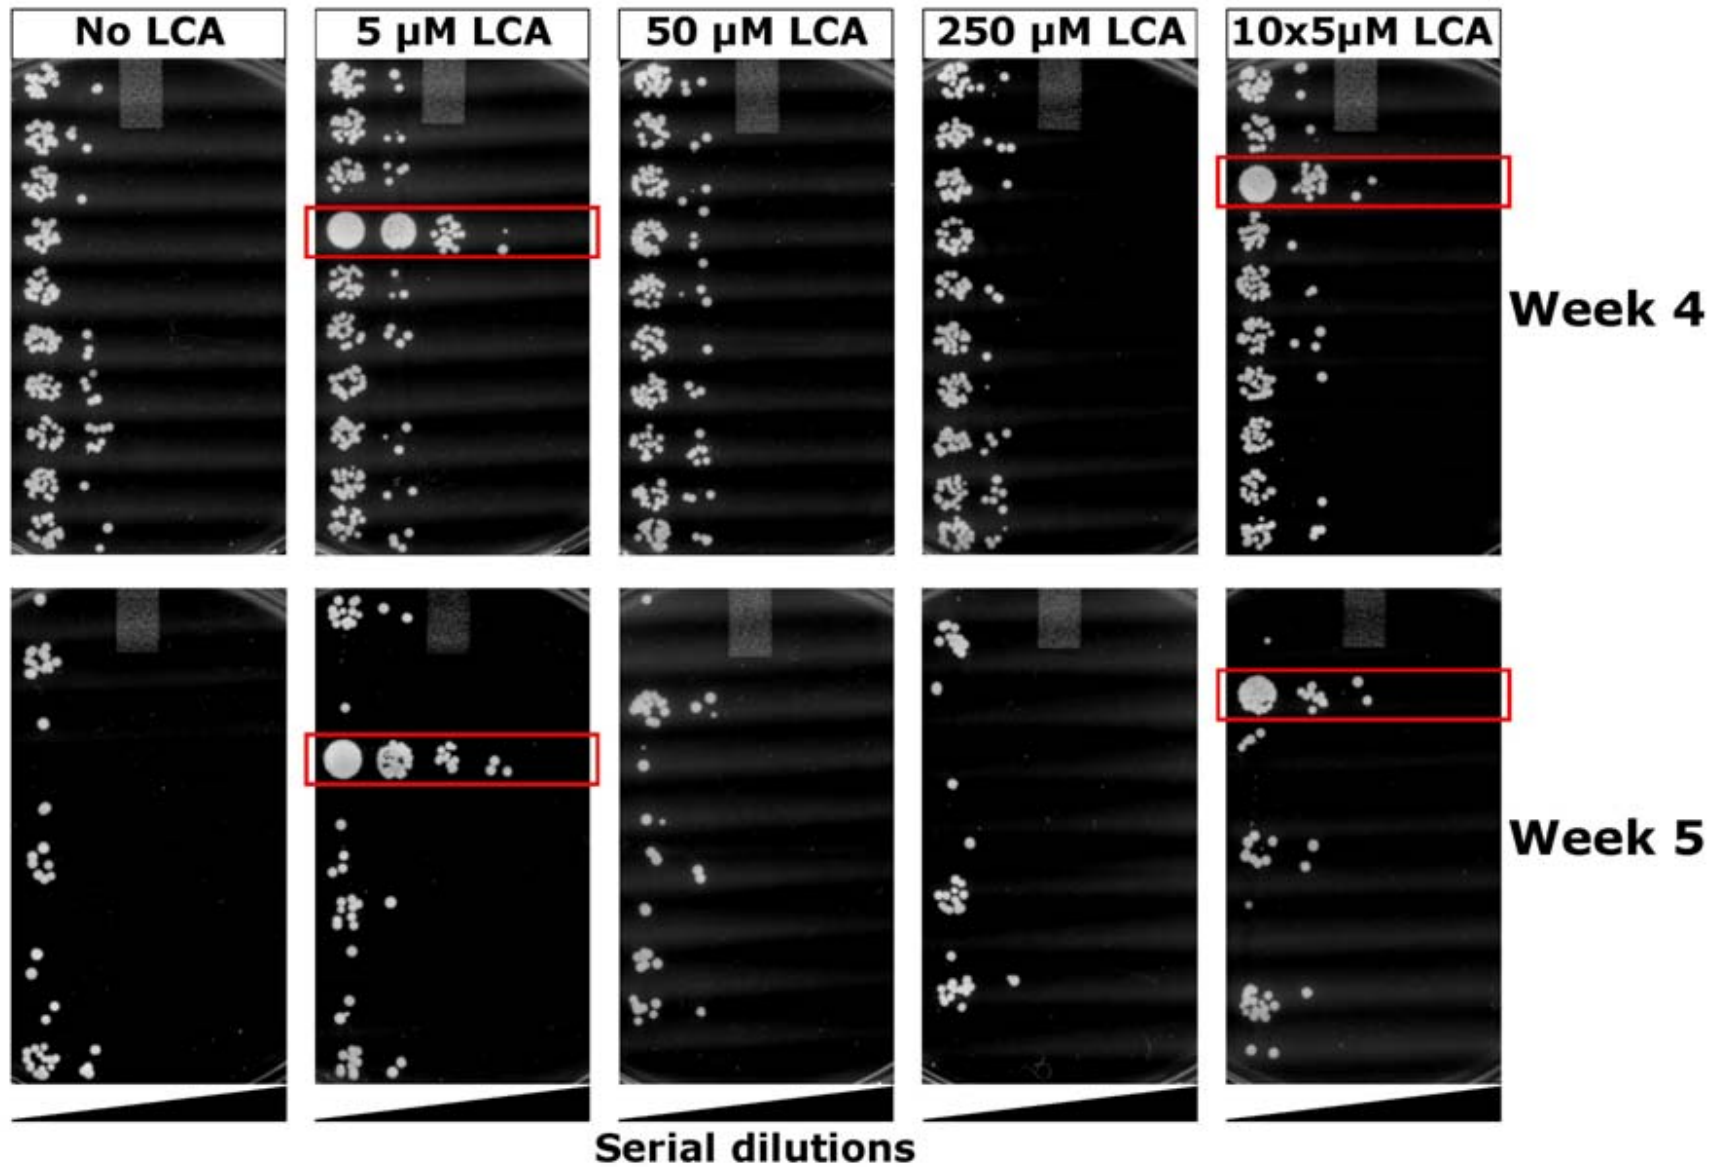 No LCA
5 µM LCA
50 µM LCA
250 µM LCA
10x5µM LCA
Week 4
Week 5
Serial dilutions